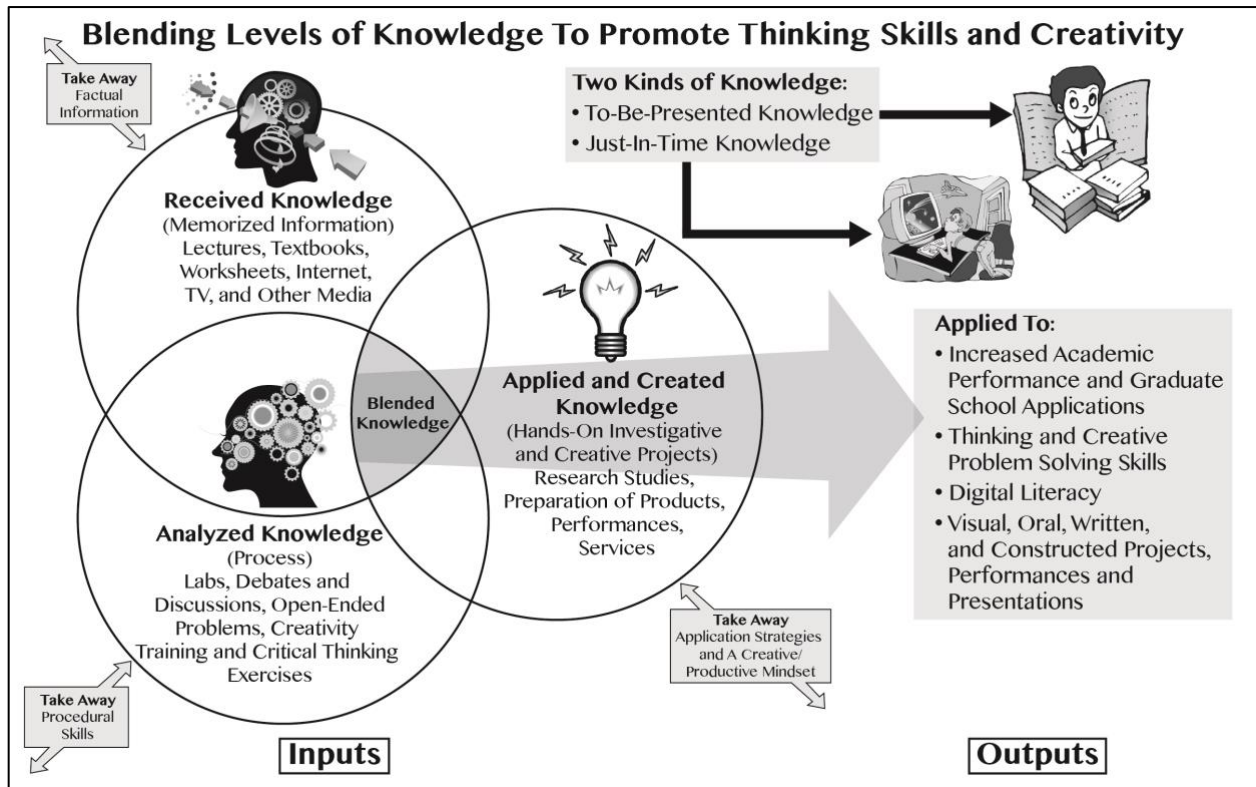 Blending Levels of Knowledge To Promote Thinking Skills and Creativity
Take Away
Factual
Information
Received Knowledge
(Memorized Information)
Lectures, Textbooks,
Worksheets, Internet,
TV, and Other Media
Two Kinds of Knowledge:
• To-Be-Presented Knowledge
• Just-In-Time Knowledge
Blended
Knowledge
Applied and Created
Knowledge
(Hands-On Investigative
and Creative Projects)
Research Studies,
Preparation of Products,
Performances,
Services
Analyzed Knowledge
(Process)
Labs, Debates and
Discussions, Open-Ended
Problems, Creativity
Training and Critical Thinking
Exercises
Take Away
Procedural
Skills
Take Away
Application Strategies
and A Creative/
Productive Mindset
Applied To:
• Increased Academic
Performance and Graduate
School Applications
• Thinking and Creative
Problem Solving Skills
• Digital Literacy
• Visual, Oral, Written,
and Constructed Projects,
Performances and
Presentations
Inputs
Outputs